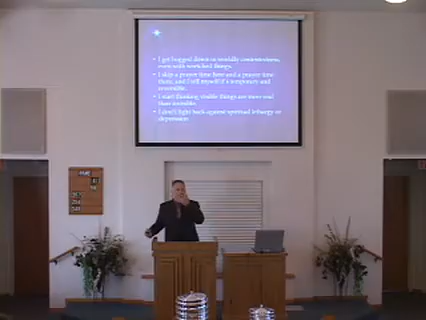 • I get bogged down in worldly contentiousness,
even with wretched things.
• I skip a prayer time here and a prayer time
there, and I tell myself it's temporary and
reversible.
• I start thinking visible things are more real
than invisible.
• I don't fight back against spiritual lethargy or
depression